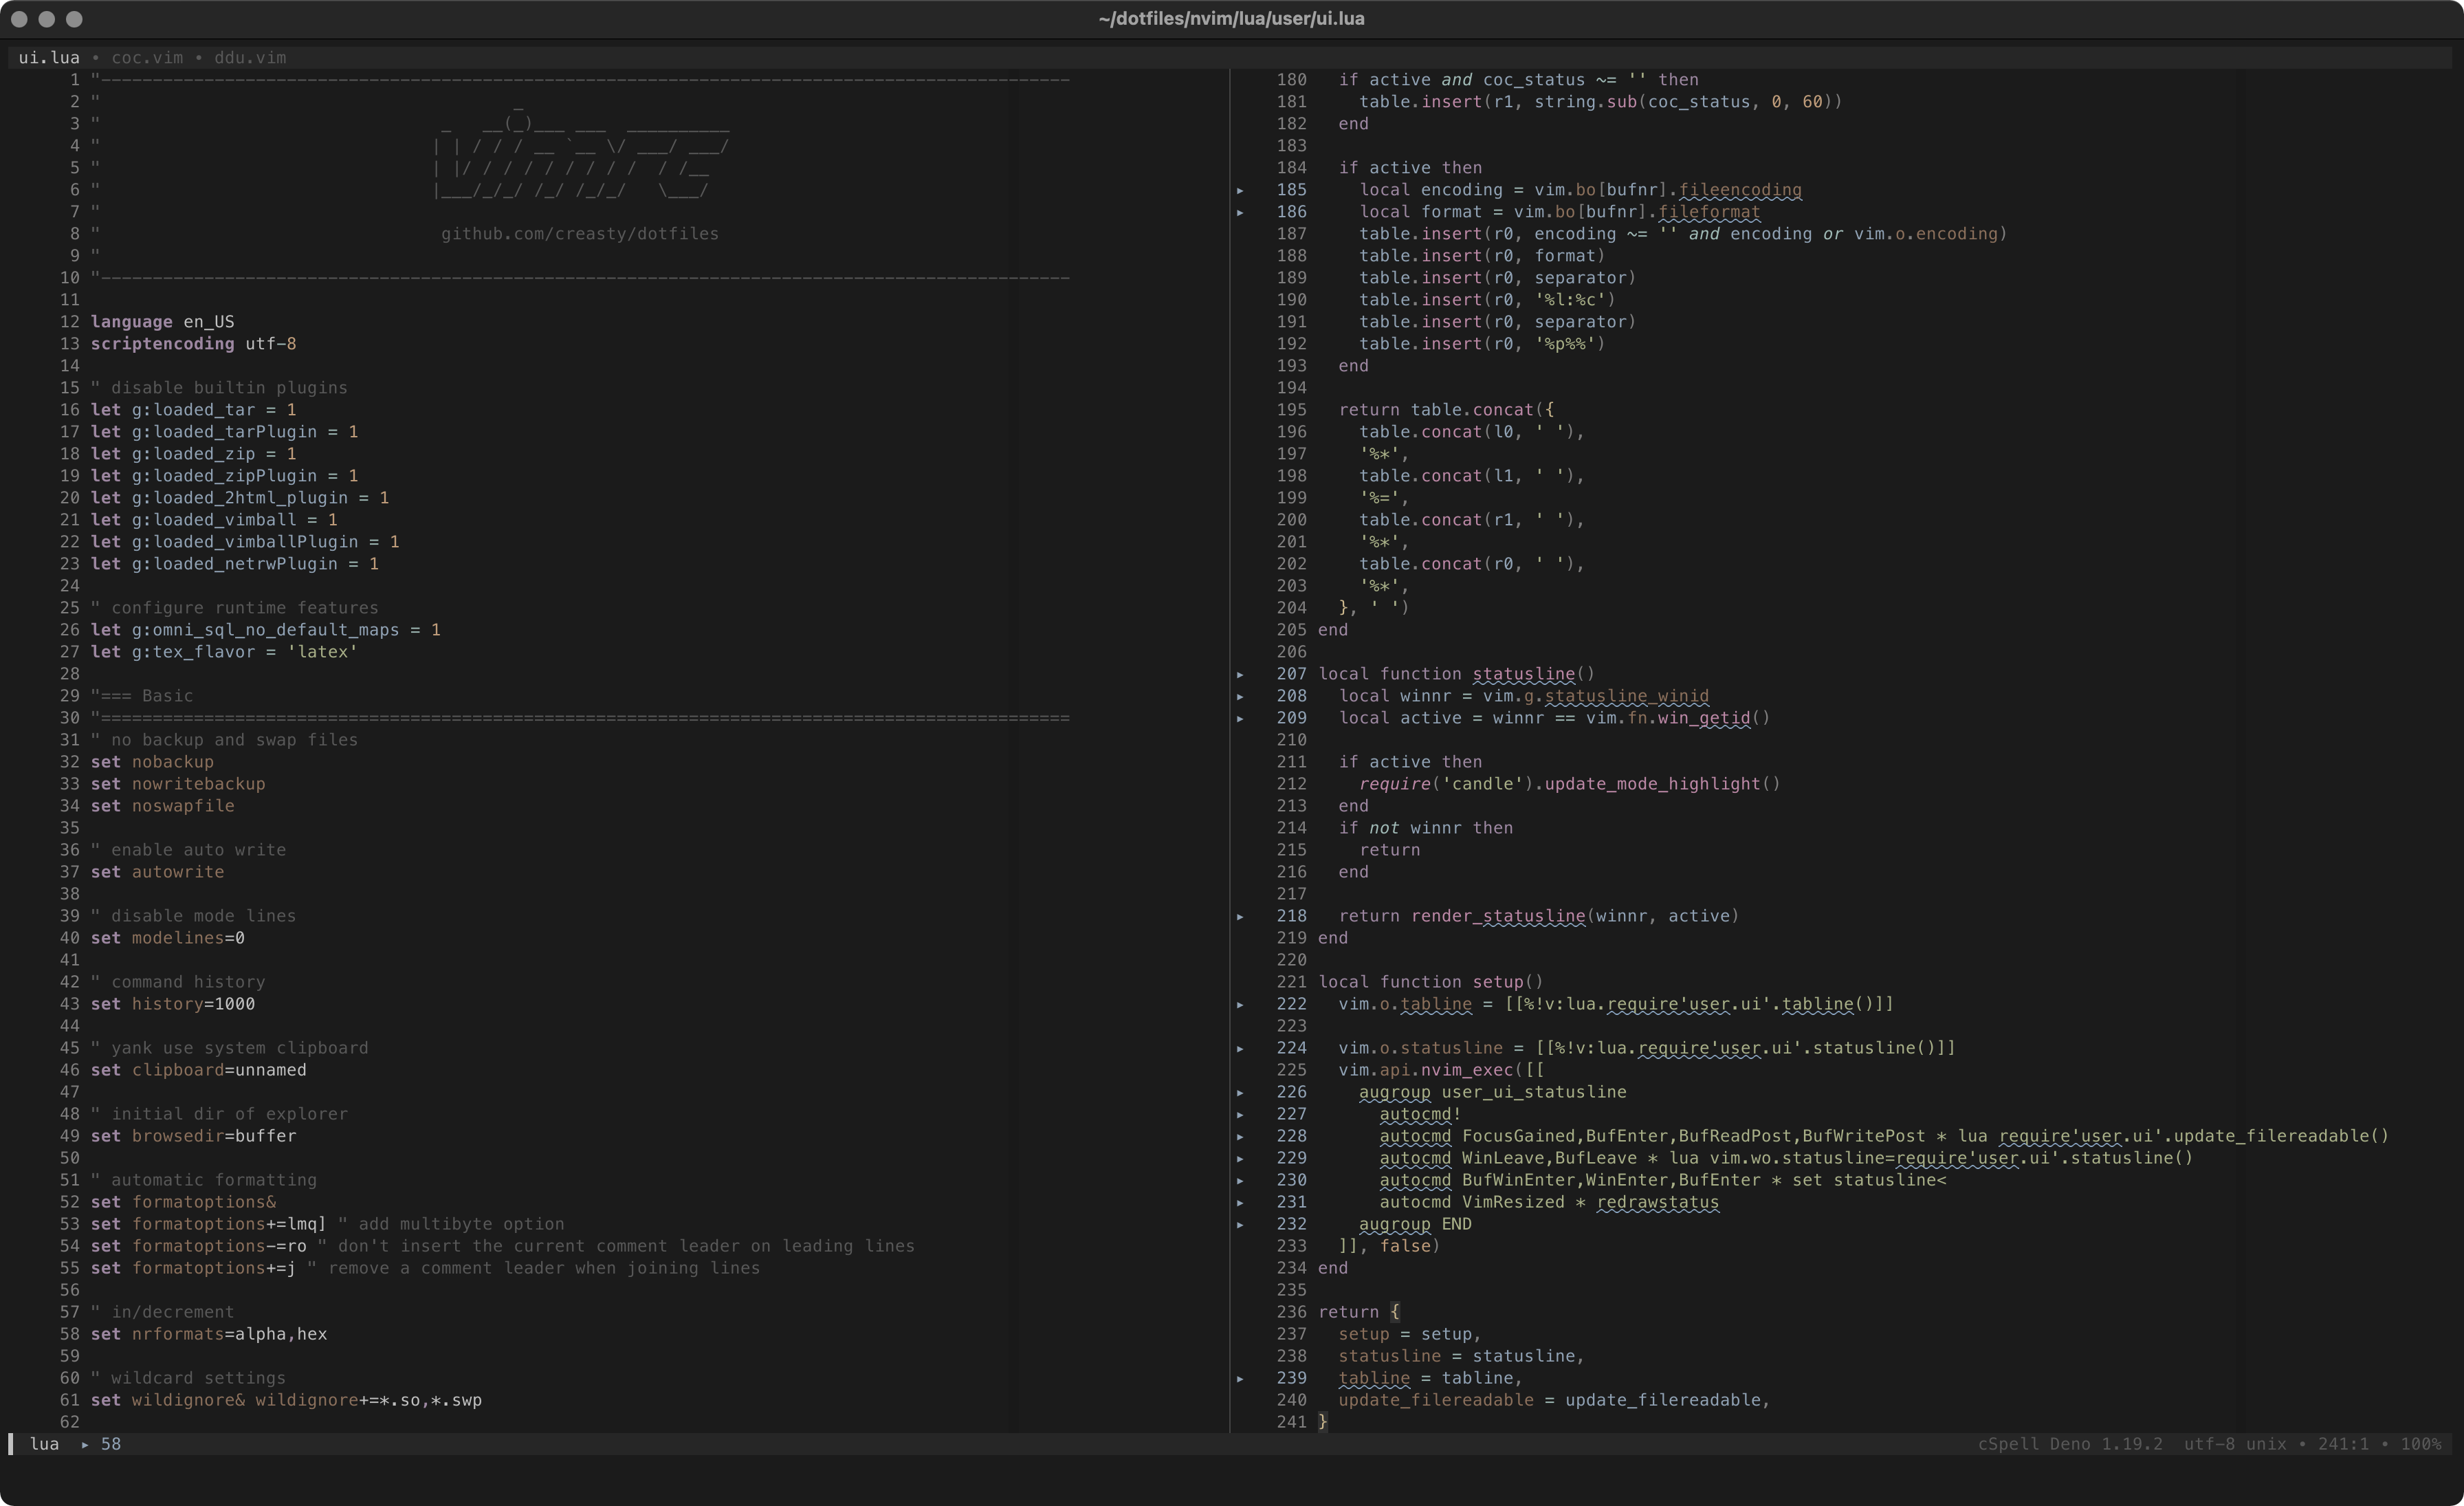 ~/dotfiles/nvim/lua/user/ui.lua
ui.lua • coc.vim • ddu.vim
1 "----------------------------------------------------------------------------------------------
2 "                                        _
3 "                                 _   __(_)___ ___  __________
4 "                                | | / / / __ `__ \/ ___/ ___/
5 "                                | |/ / / / / / / / /  / /__
6 "                                |___/_/_/ /_/ /_/_/   \___/
7 "
8 "                                 github.com/creasty/dotfiles
9 "
10 "----------------------------------------------------------------------------------------------
11
12 language en_US
13 scriptencoding utf-8
14
15 " disable builtin plugins
16 let g:loaded_tar = 1
17 let g:loaded_tarPlugin = 1
18 let g:loaded_zip = 1
19 let g:loaded_zipPlugin = 1
20 let g:loaded_2html_plugin = 1
21 let g:loaded_vimball = 1
22 let g:loaded_vimballPlugin = 1
23 let g:loaded_netrwPlugin = 1
24
25 " configure runtime features
26 let g:omni_sql_no_default_maps = 1
27 let g:tex_flavor = 'latex'
28
29 "=== Basic
30 "==============================================================================================
31 " no backup and swap files
32 set nobackup
33 set nowritebackup
34 set noswapfile
35
36 " enable auto write
37 set autowrite
38
39 " disable mode lines
40 set modelines=0
41
42 " command history
43 set history=1000
44
45 " yank use system clipboard
46 set clipboard=unnamed
47
48 " initial dir of explorer
49 set browsedir=buffer
50
51 " automatic formatting
52 set formatoptions&
53 set formatoptions+=lmq] " add multibyte option
54 set formatoptions-=ro " don't insert the current comment leader on leading lines
55 set formatoptions+=j " remove a comment leader when joining lines
56
57 " in/decrement
58 set nrformats=alpha,hex
59
60 " wildcard settings
61 set wildignore& wildignore+=*.so,*.swp
62
180   if active and coc_status ~= '' then
181     table.insert(r1, string.sub(coc_status, 0, 60))
182   end
183
184   if active then
▸ 185     local encoding = vim.bo[bufnr].fileencoding
▸ 186     local format = vim.bo[bufnr].fileformat
187     table.insert(r0, encoding ~= '' and encoding or vim.o.encoding)
188     table.insert(r0, format)
189     table.insert(r0, separator)
190     table.insert(r0, '%l:%c')
191     table.insert(r0, separator)
192     table.insert(r0, '%p%%')
193   end
194
195   return table.concat({
196     table.concat(l0, ' '),
197     '%*',
198     table.concat(l1, ' '),
199     '%=',
200     table.concat(r1, ' '),
201     '%*',
202     table.concat(r0, ' '),
203     '%*',
204   }, ' ')
205 end
206
▸ 207 local function statusline()
▸ 208   local winnr = vim.g.statusline_winid
▸ 209   local active = winnr == vim.fn.win_getid()
210
211   if active then
212     require('candle').update_mode_highlight()
213   end
214   if not winnr then
215     return
216   end
217
▸ 218   return render_statusline(winnr, active)
219 end
220
221 local function setup()
▸ 222   vim.o.tabline = [[%!v:lua.require'user.ui'.tabline()]]
223
▸ 224   vim.o.statusline = [[%!v:lua.require'user.ui'.statusline()]]
225   vim.api.nvim_exec([[
▸ 226     augroup user_ui_statusline
▸ 227       autocmd!
▸ 228       autocmd FocusGained,BufEnter,BufReadPost,BufWritePost * lua require'user.ui'.update_filereadable()
▸ 229       autocmd WinLeave,BufLeave * lua vim.wo.statusline=require'user.ui'.statusline()
▸ 230       autocmd BufWinEnter,WinEnter,BufEnter * set statusline<
▸ 231       autocmd VimResized * redrawstatus
▸ 232     augroup END
233   ]], false)
234 end
235
236 return {
237   setup = setup,
238   statusline = statusline,
▸ 239   tabline = tabline,
240   update_filereadable = update_filereadable,
241 }
lua ▸ 58
cSpell Deno 1.19.2  utf-8 unix • 241:1 • 100%